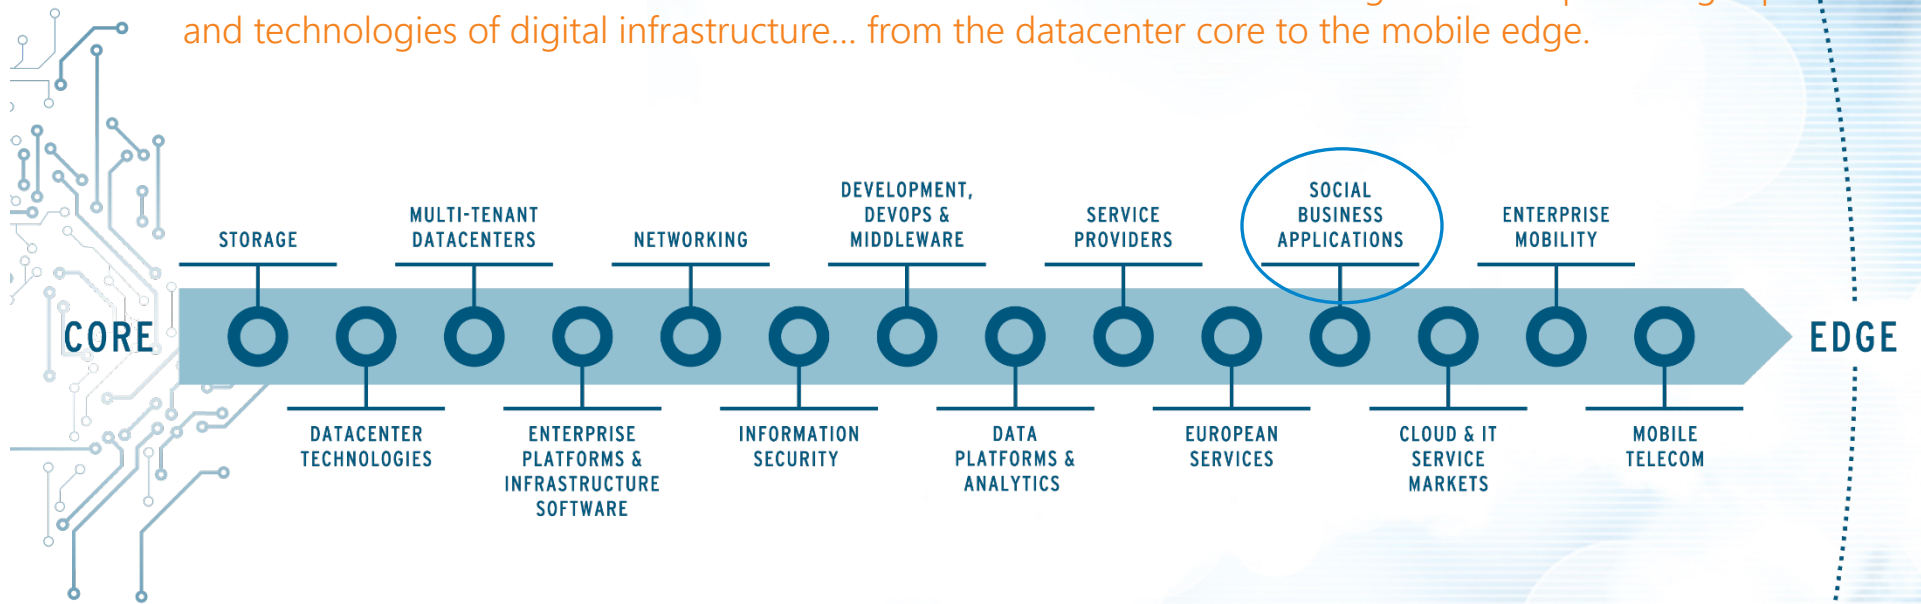 and technologies of digital infrastructure... from the datacenter core to the mobile edge.
CORE
STORAGE
DATACENTER
TECHNOLOGIES
MULTI-TENANT
DATACENTERS
ENTERPRISE
PLATFORMS &
INFRASTRUCTURE
SOFTWARE
NETWORKING
INFORMATION
SECURITY
DEVELOPMENT,
DEVOPS &
MIDDLEWARE
DATA
PLATFORMS &
ANALYTICS
SERVICE
PROVIDERS
EUROPEAN
SERVICES
SOCIAL
BUSINESS
APPLICATIONS
CLOUD & IT
SERVICE
MARKETS
ENTERPRISE
MOBILITY
MOBILE
TELECOM
EDGE